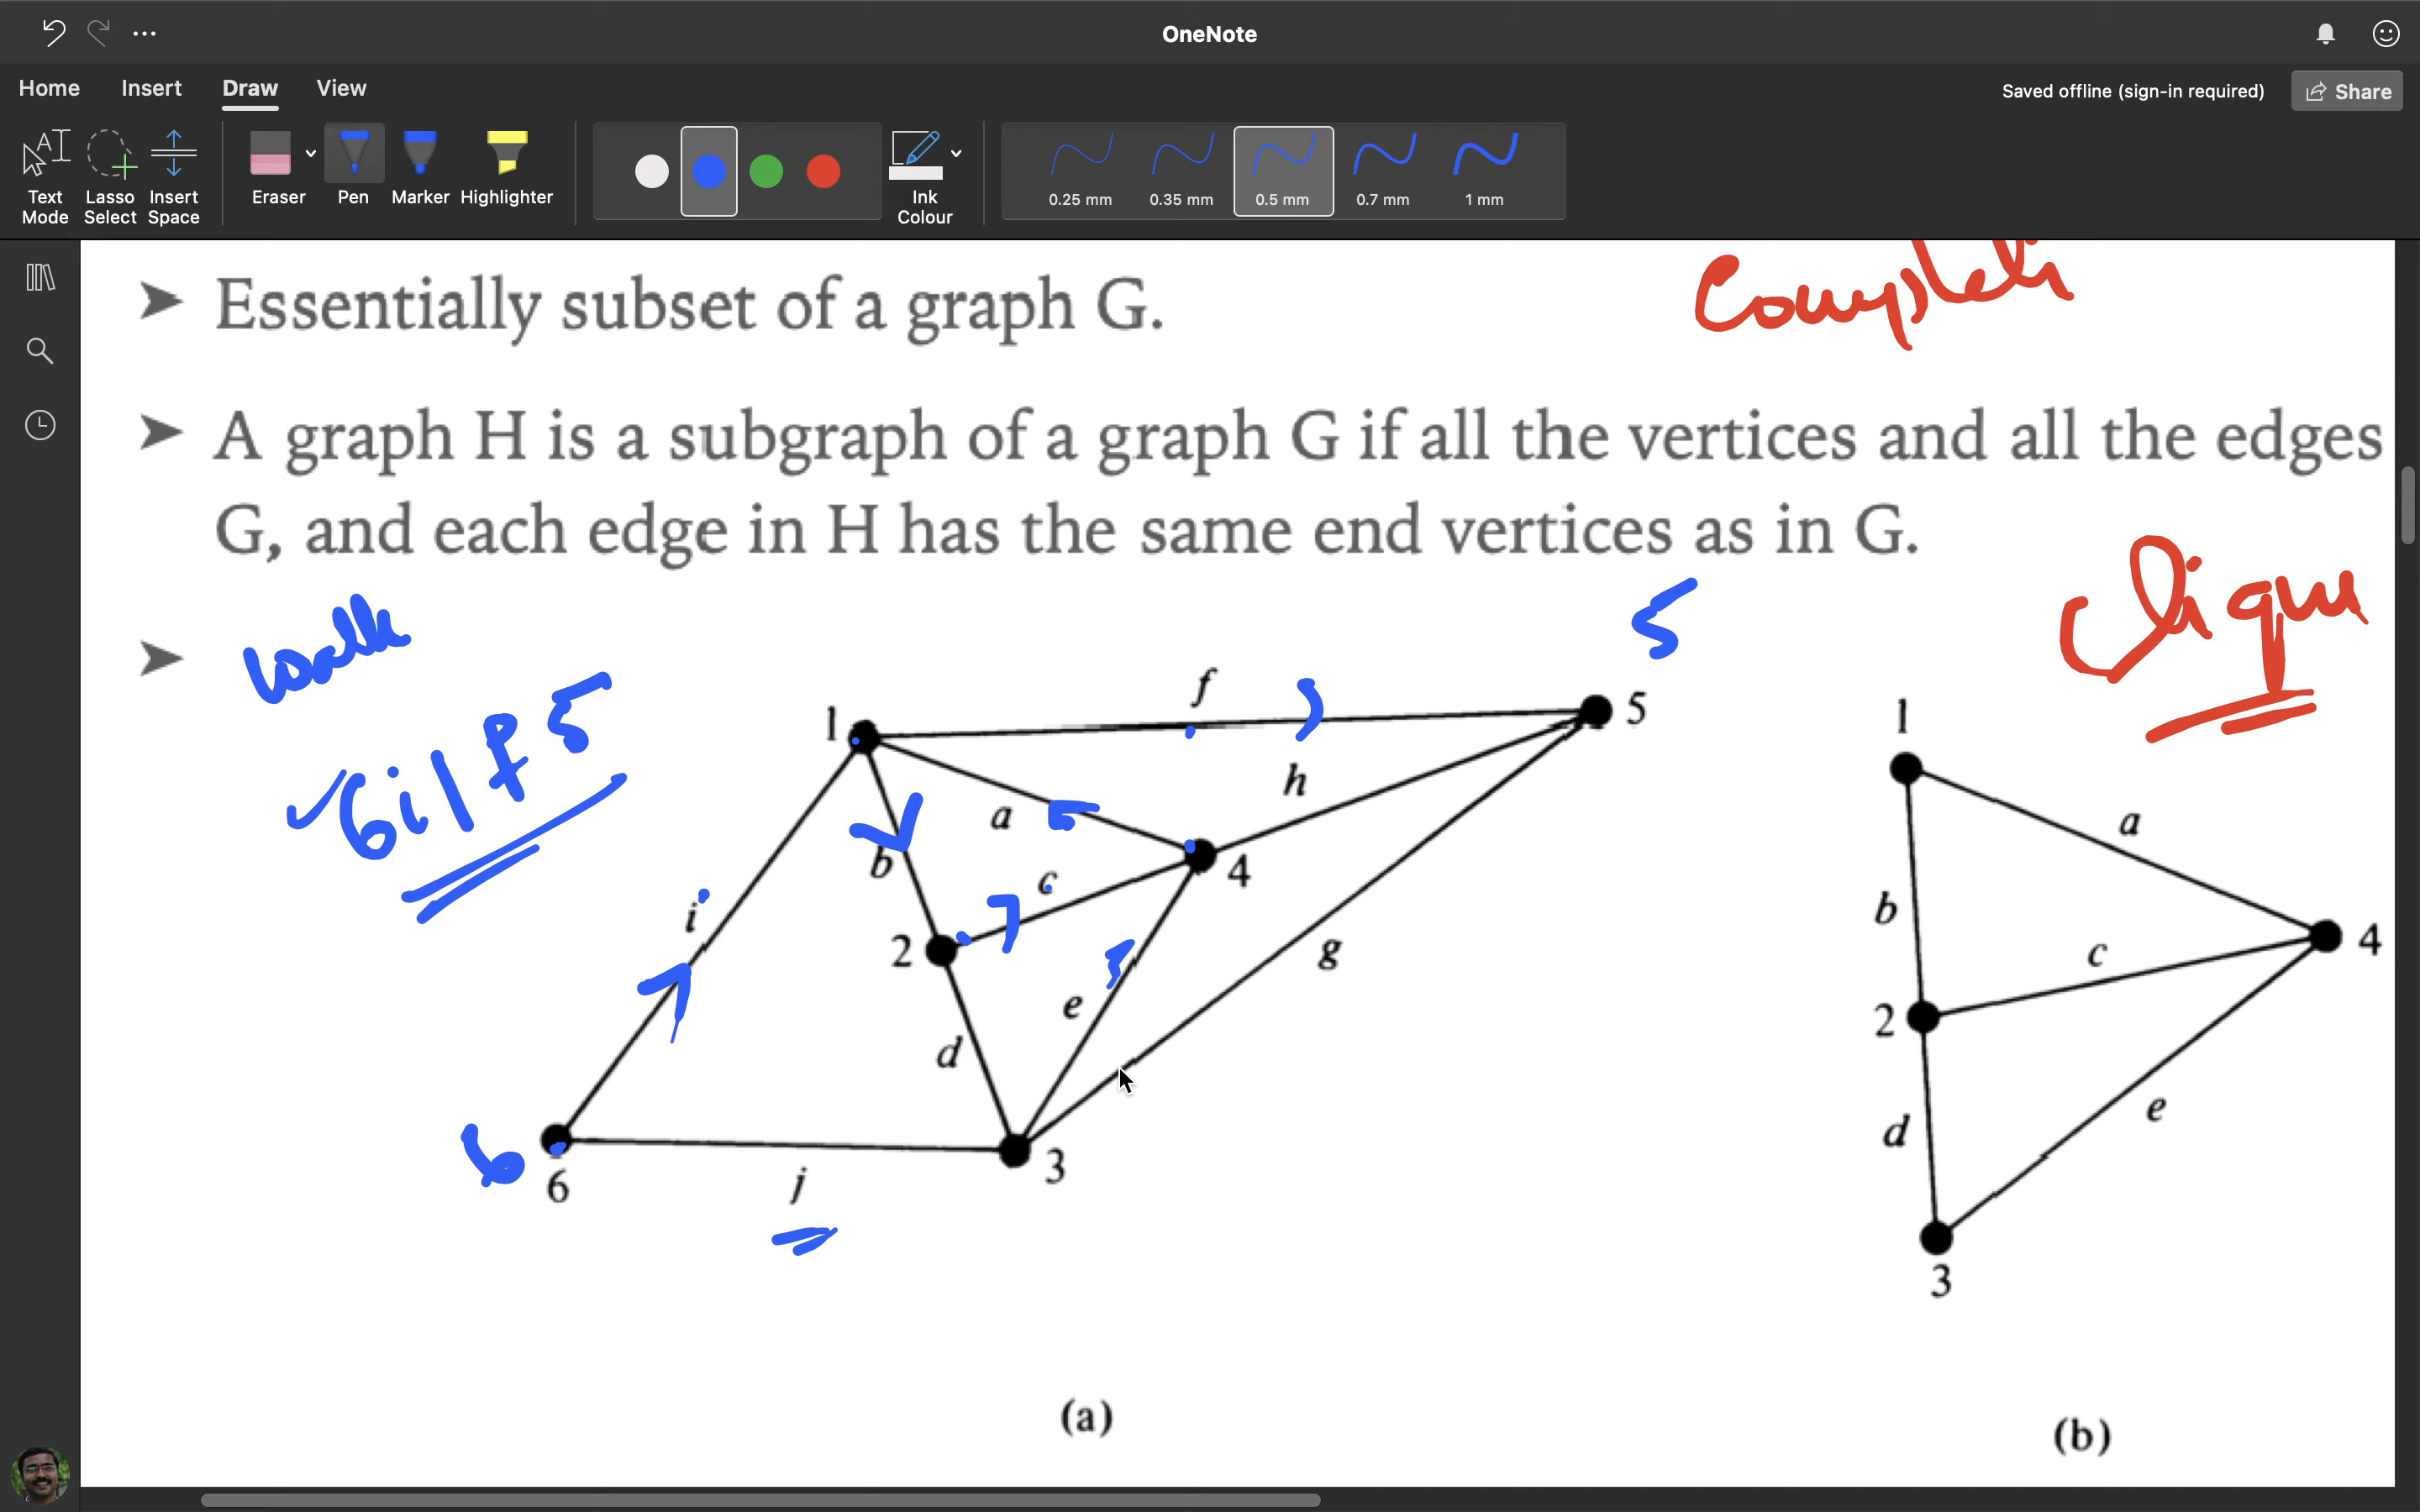 OneNote
Home Insert Draw View
Saved offline (sign-in required) Share
Text Mode
Lasso Select
Insert Space
Eraser Pen Marker Highlighter
Ink Colour
0.25 mm 0.35 mm 0.5 mm 0.7 mm 1 mm
➤ Essentially subset of a graph G.
➤ A graph H is a subgraph of a graph G if all the vertices and all the edges
G, and each edge in H has the same end vertices as in G.
➤
Walk
6 i 1 f 5
5
6
1 f 5
h
a
b
c 4
i
2
g
e
d
6 j 3
(a)
1
a
b
c 4
2
e
d
3
(b)